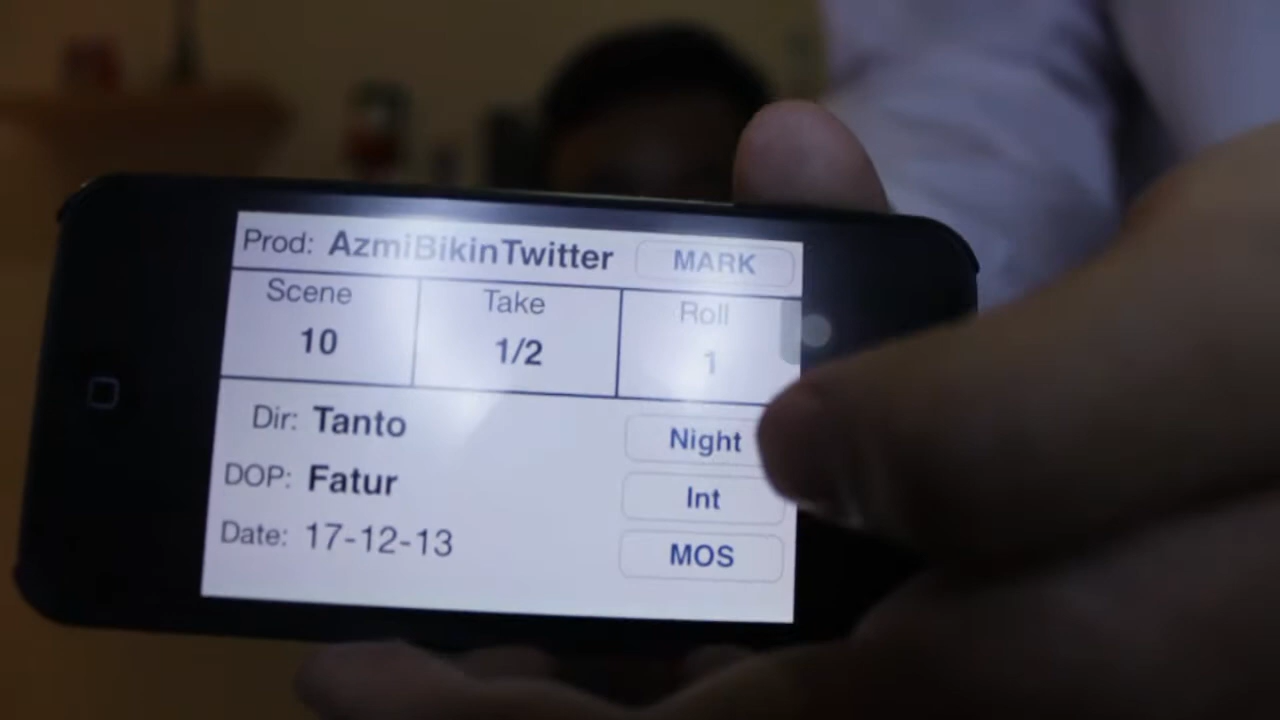 Prod: AzmiBikinTwitter MARK
Scene Take Roll
10 1/2 1
Dir: Tanto Night
DOP: Fatur Int
Date: 17-12-13 MOS